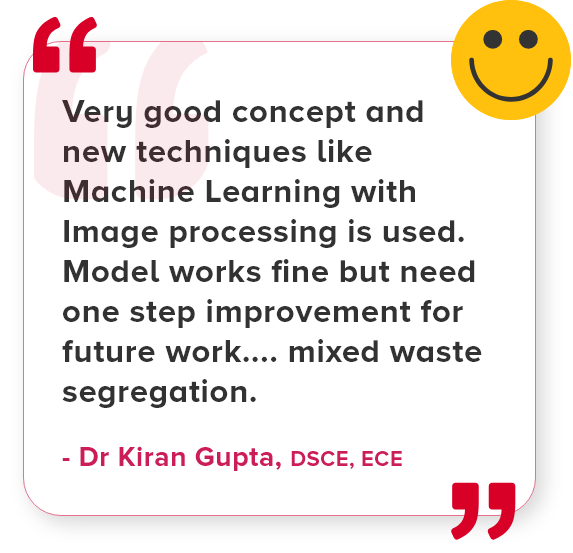 Very good concept and
new techniques like
Machine Learning with
Image processing is used.
Model works fine but need
one step improvement for
future work.... mixed waste
segregation.
- Dr Kiran Gupta, DSCE, ECE